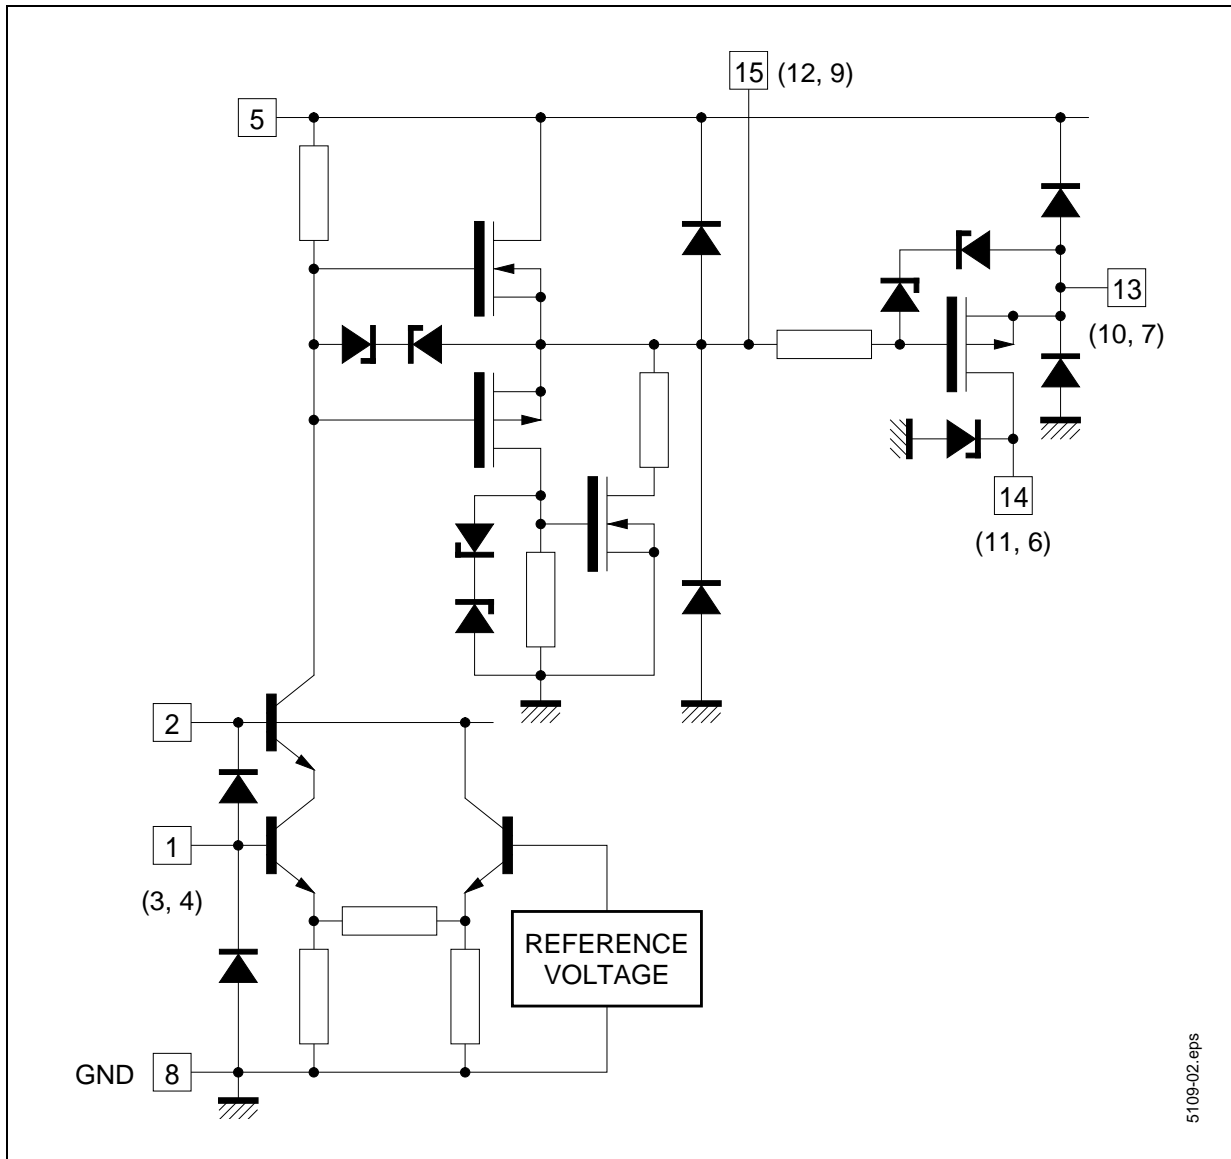 15 (12, 9)
5
13
(10, 7)
14
(11, 6)
2
1
(3, 4)
REFERENCE
VOLTAGE
GND 8
5109-02.eps